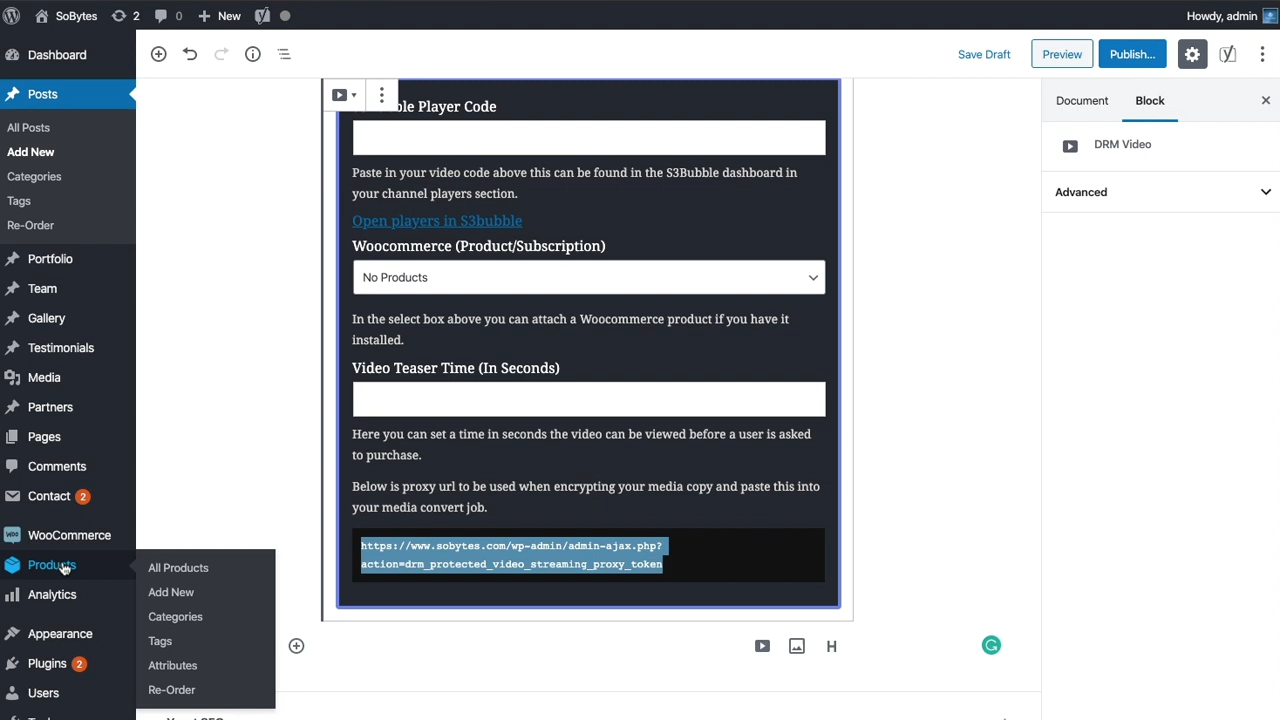 SoBytes
2
0
New
Howdy, admin
Dashboard
Posts
All Posts
Add New
Categories
Tags
Re-Order
Portfolio
Team
Gallery
Testimonials
Media
Partners
Pages
Comments
Contact 2
WooCommerce
Products
Analytics
Appearance
Plugins 2
Users
All Products
Add New
Categories
Tags
Attributes
Re-Order
Save Draft
Preview
Publish...
Player Code
Paste in your video code above this can be found in the S3Bubble dashboard in
your channel players section.
Open players in S3bubble
Woocommerce (Product/Subscription)
No Products
In the select box above you can attach a Woocommerce product if you have it
installed.
Video Teaser Time (In Seconds)
Here you can set a time in seconds the video can be viewed before a user is asked
to purchase.
Below is proxy url to be used when encrypting your media copy and paste this into
your media convert job.
https://www.sobytes.com/wp-admin/admin-ajax.php?
action=drm_protected_video_streaming_proxy_token
H
Document
Block
DRM Video
Advanced